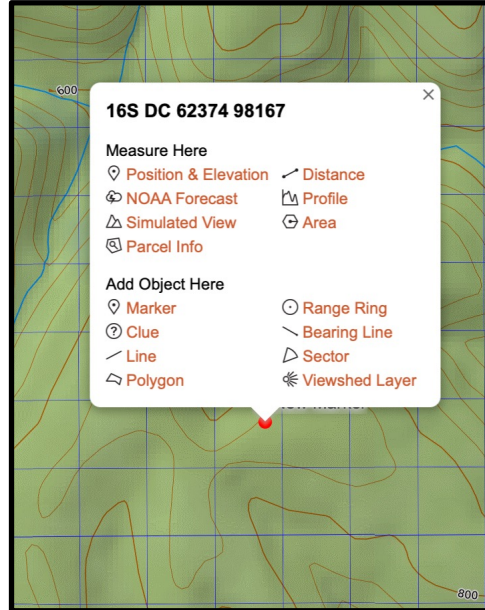 600
16S DC 62374 98167
Measure Here
Position & Elevation Distance
NOAA Forecast Profile
Simulated View Area
Parcel Info
Add Object Here
Marker Range Ring
Clue Bearing Line
Line Sector
Polygon Viewshed Layer
800